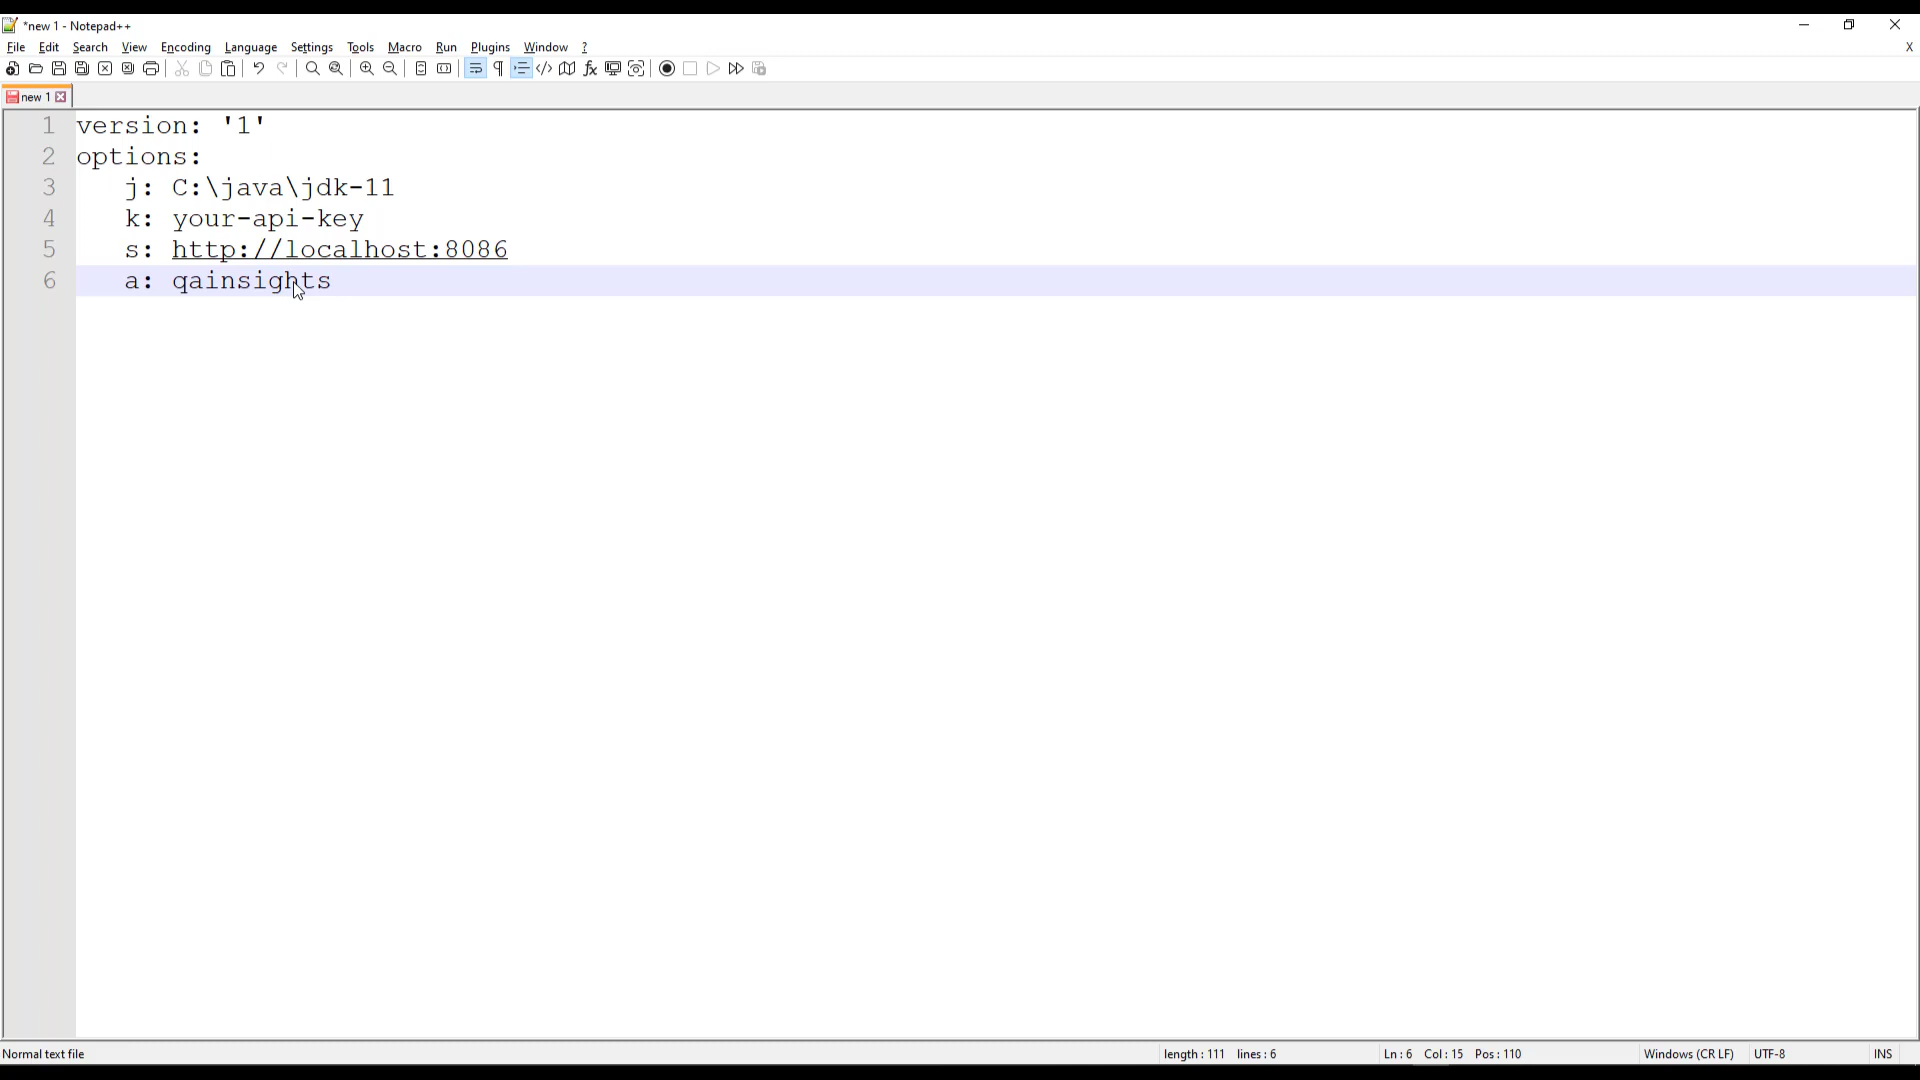 *new 1 - Notepad++
File Edit Search View Encoding Language Settings Tools Macro Run Plugins Window ? X
new 1
1 version: '1'
2 options:
3    j: C:\java\jdk-11
4    k: your-api-key
5    s: http://localhost:8086
6    a: qainsights
Normal text file length : 111 lines : 6 Ln : 6 Col : 15 Pos : 110 Windows (CR LF) UTF-8 INS